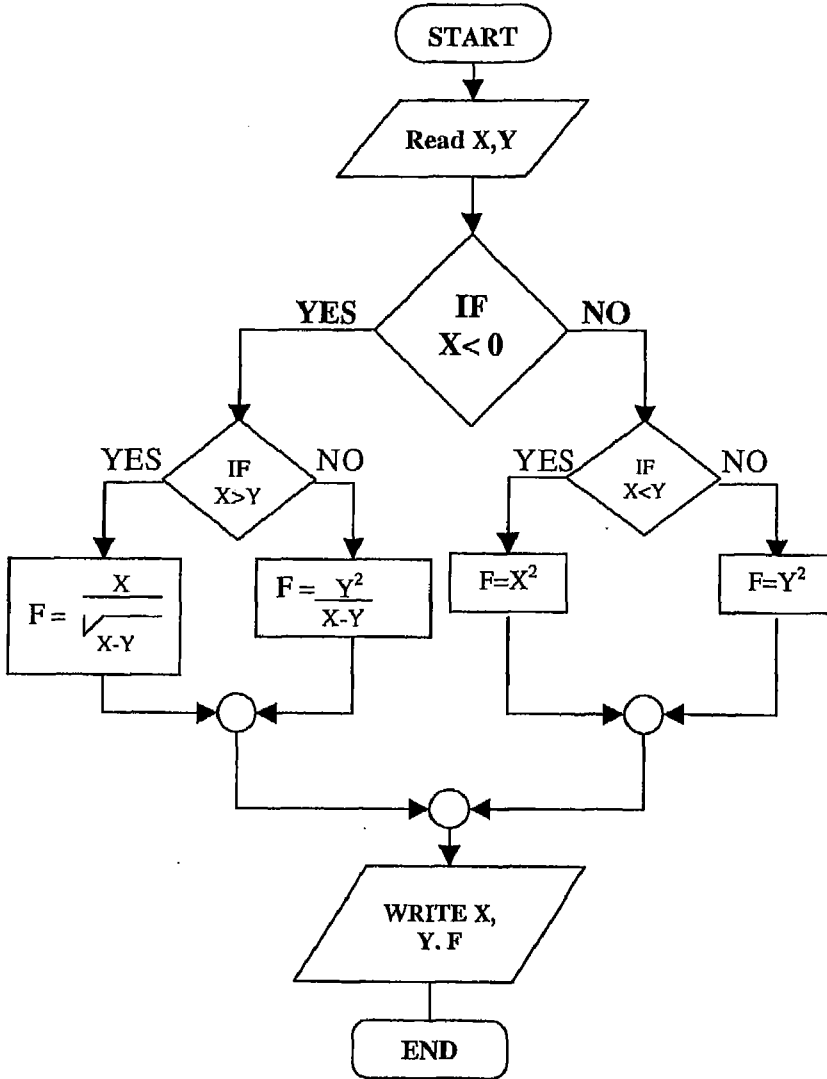 START
Read X,Y
YES
IF
X< 0
NO
YES
IF
X>Y
NO
YES
IF
X<Y
NO
F = X
√
X-Y
F = Y²
X-Y
F=X²
F=Y²
WRITE X,
Y. F
END